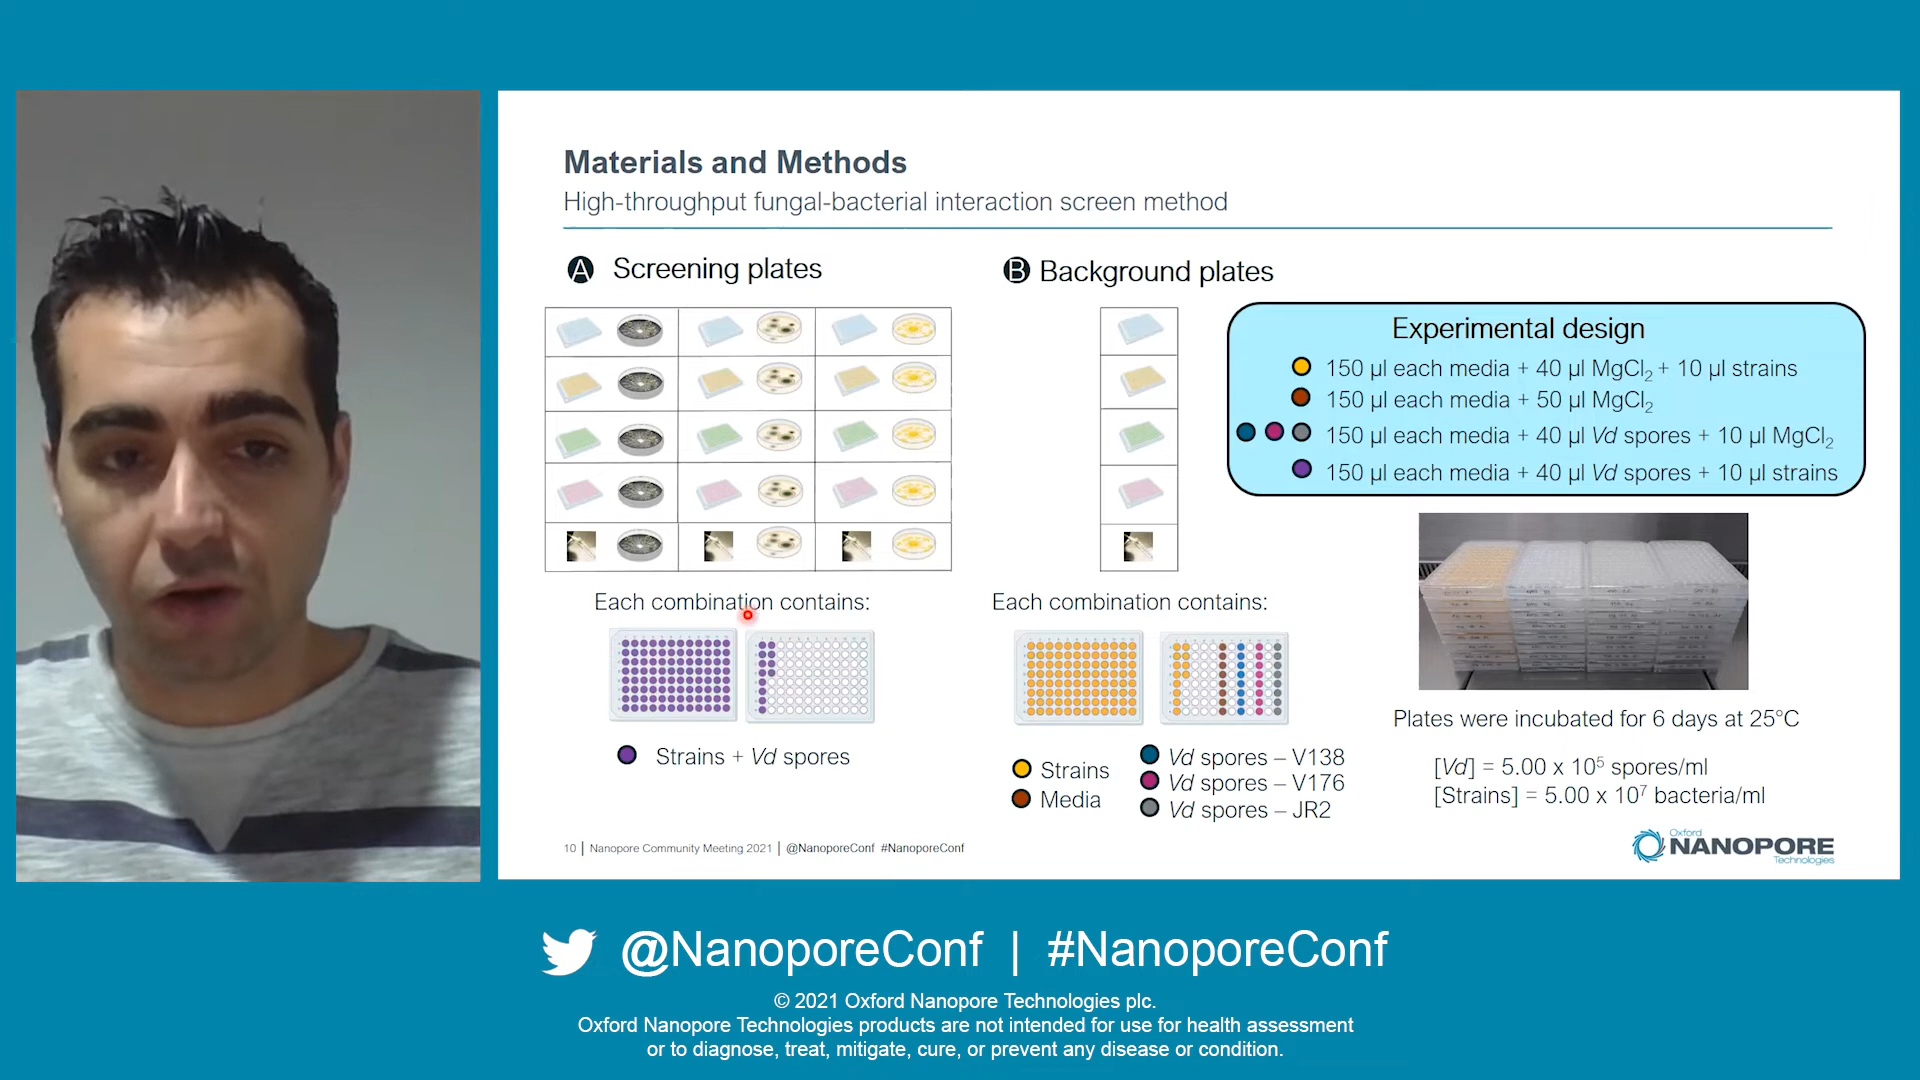 Materials and Methods
High-throughput fungal-bacterial interaction screen method
A Screening plates
B Background plates
Experimental design
150 µl each media + 40 µl MgCl₂ + 10 µl strains
150 µl each media + 50 µl MgCl₂
150 µl each media + 40 µl Vd spores + 10 µl MgCl₂
150 µl each media + 40 µl Vd spores + 10 µl strains
Each combination contains:
Each combination contains:
Strains + Vd spores
Strains
Media
Vd spores – V138
Vd spores – V176
Vd spores – JR2
Plates were incubated for 6 days at 25°C
[Vd] = 5.00 x 10⁵ spores/ml
[Strains] = 5.00 x 10⁷ bacteria/ml
10 | Nanopore Community Meeting 2021 | @NanoporeConf #NanoporeConf
Oxford
NANOPORE
Technologies
@NanoporeConf | #NanoporeConf
© 2021 Oxford Nanopore Technologies plc.
Oxford Nanopore Technologies products are not intended for use for health assessment
or to diagnose, treat, mitigate, cure, or prevent any disease or condition.